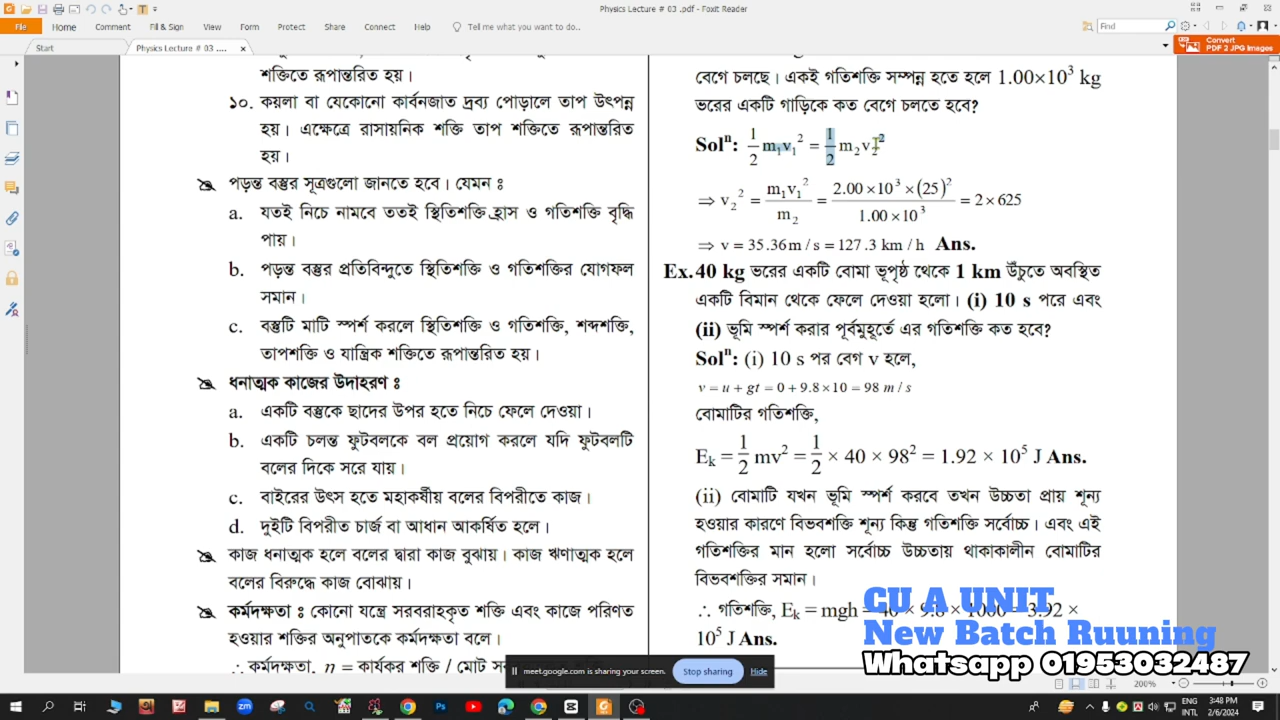 Physics Lecture # 03 .pdf - Foxit Reader
File Home Comment Fill & Sign View Form Protect Share Connect Help Tell me what you want to do... Find
Start Physics Lecture # 03 .... Convert
PDF 2 JPG Images
শক্তিতে রূপান্তরিত হয়।
১০. কয়লা বা যেকোনো কার্বনজাত দ্রব্য পোড়ালে তাপ উৎপন্ন
হয়। এক্ষেত্রে রাসায়নিক শক্তি তাপ শক্তিতে রূপান্তরিত
হয়।
পড়ন্ত বস্তুর সূত্রগুলো জানতে হবে। যেমন ঃ
a. যতই নিচে নামবে ততই স্থিতিশক্তি হ্রাস ও গতিশক্তি বৃদ্ধি
পায়।
b. পড়ন্ত বস্তুর প্রতিবিন্দুতে স্থিতিশক্তি ও গতিশক্তির যোগফল
সমান।
c. বস্তুটি মাটি স্পর্শ করলে স্থিতিশক্তি ও গতিশক্তি, শব্দশক্তি,
তাপশক্তি ও যান্ত্রিক শক্তিতে রূপান্তরিত হয়।
ধনাত্মক কাজের উদাহরণ ঃ
a. একটি বস্তুকে ছাদের উপর হতে নিচে ফেলে দেওয়া।
b. একটি চলন্ত ফুটবলকে বল প্রয়োগ করলে যদি ফুটবলটি
বলের দিকে সরে যায়।
c. বাইরের উৎস হতে মহাকর্ষীয় বলের বিপরীতে কাজ।
d. দুইটি বিপরীত চার্জ বা আধান আকর্ষিত হলে।
কাজ ধনাত্মক হলে বলের দ্বারা কাজ বুঝায়। কাজ ঋণাত্মক হলে
বলের বিরুদ্ধে কাজ বোঝায়।
কর্মদক্ষতা ঃ কোনো যন্ত্রে সরবরাহকৃত শক্তি এবং কাজে পরিণত
হওয়ার শক্তির অনুপাতকে কর্মদক্ষতা বলে।
∴ কর্মদক্ষতা, n = কার্যকর শক্তি / মোট
বেগে চলছে। একই গতিশক্তি সম্পন্ন হতে হলে 1.00×10³ kg
ভরের একটি গাড়িকে কত বেগে চলতে হবে?
Solⁿ: 1/2 m₁v₁² = 1/2 m₂v₂²
⇒ v₂² = m₁v₁² / m₂ = 2.00×10³×(25)² / 1.00×10³ = 2×625
⇒ v = 35.36 m / s = 127.3 km / h Ans.
Ex. 40 kg ভরের একটি বোমা ভূপৃষ্ঠ থেকে 1 km উঁচুতে অবস্থিত
একটি বিমান থেকে ফেলে দেওয়া হলো। (i) 10 s পরে এবং
(ii) ভূমি স্পর্শ করার পূর্বমুহূর্তে এর গতিশক্তি কত হবে?
Solⁿ: (i) 10 s পর বেগ v হলে,
v = u + gt = 0 + 9.8×10 = 98 m / s
বোমাটির গতিশক্তি,
Eₖ = 1/2 mv² = 1/2 × 40 × 98² = 1.92 × 10⁵ J Ans.
(ii) বোমাটি যখন ভূমি স্পর্শ করবে তখন উচ্চতা প্রায় শূন্য
হওয়ার কারণে বিভবশক্তি শূন্য কিন্তু গতিশক্তি সর্বোচ্চ। এবং এই
গতিশক্তির মান হলো সর্বোচ্চ উচ্চতায় থাকাকালীন বোমাটির
বিভবশক্তির সমান।
∴ গতিশক্তি, Eₖ = mgh = 40 × 9.8 × 1000 = 3.92 ×
10⁵ J Ans.
CU A UNIT
New Batch Ruuning
Whatsapp 01953032487
meet.google.com is sharing your screen. Stop sharing Hide
200%
3:48 PM
INTL 2/6/2024